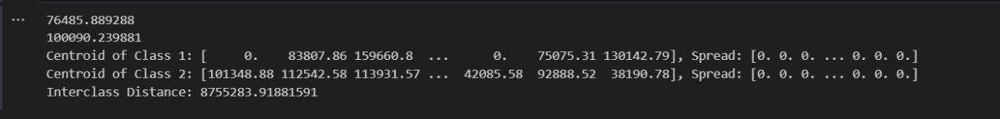 ... 76485.889288
100090.239881
Centroid of Class 1: [     0.    83807.86 159660.8  ...      0.    75075.31 130142.79], Spread: [0. 0. 0. ... 0. 0. 0.]
Centroid of Class 2: [101348.88 112542.58 113931.57 ...  42085.58  92888.52  38190.78], Spread: [0. 0. 0. ... 0. 0. 0.]
Interclass Distance: 8755283.91881591